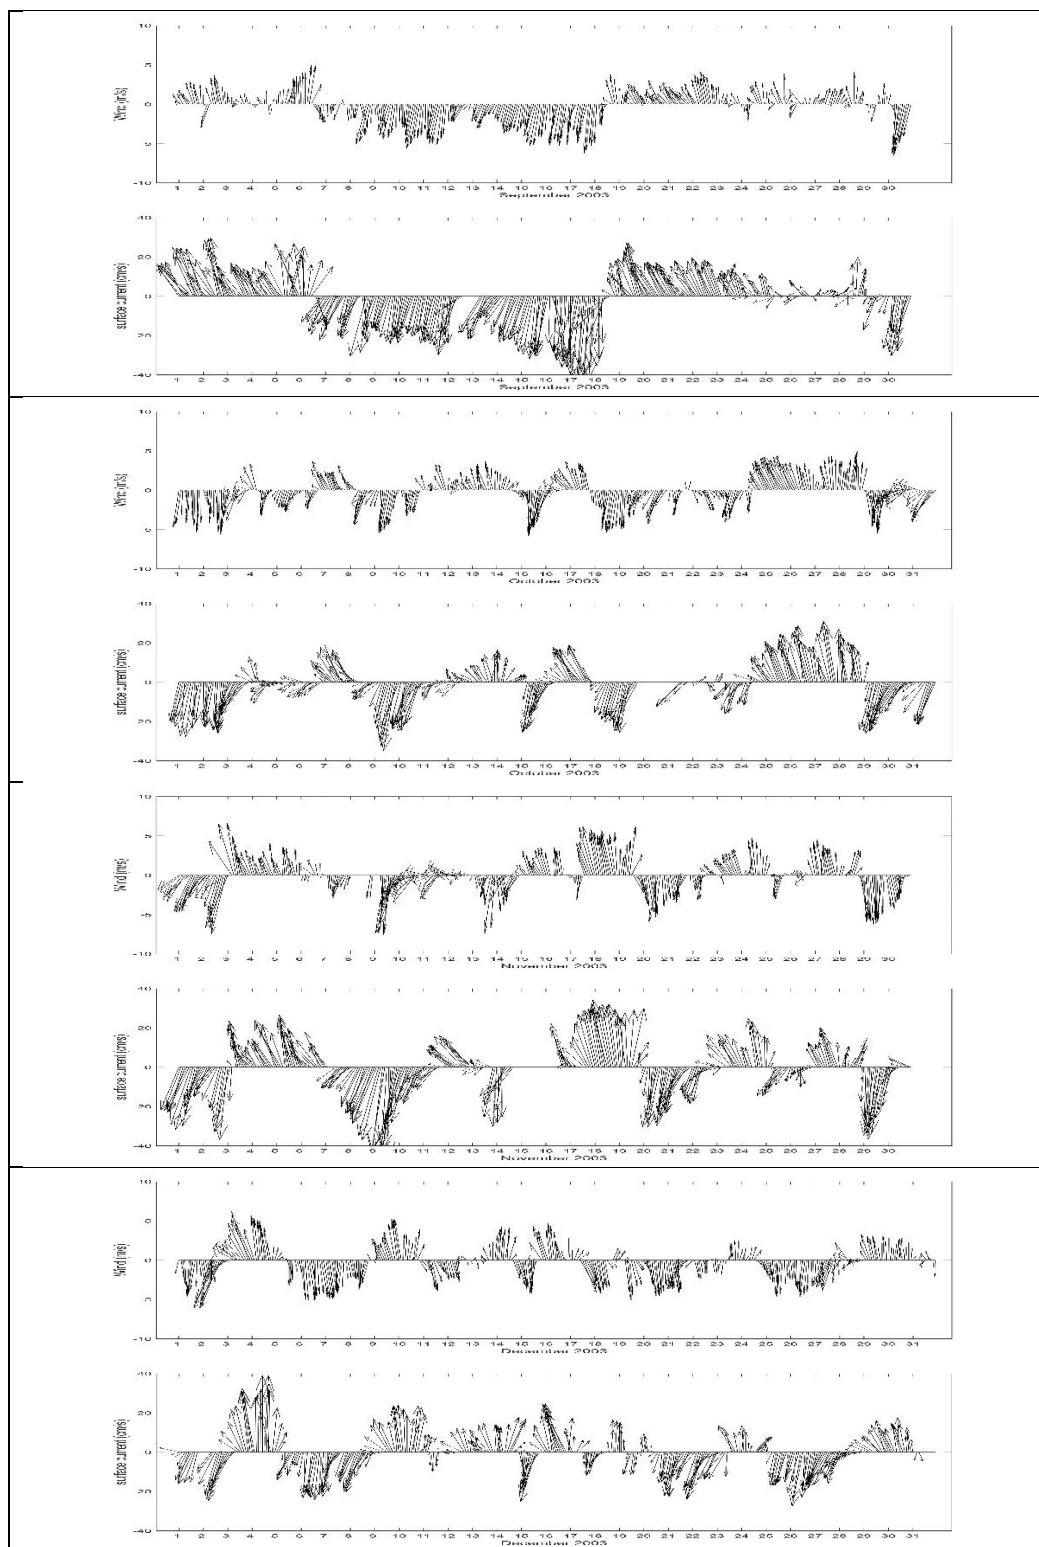 10
5
0
5
-10
Wind (m/s)
1 2 3 4 5 6 7 8 9 10 11 12 13 14 15 16 17 18 19 20 21 22 23 24 25 26 27 28 29 30
September 2003
40
20
0
20
-40
surface current (cm/s)
1 2 3 4 5 6 7 8 9 10 11 12 13 14 15 16 17 18 19 20 21 22 23 24 25 26 27 28 29 30
September 2003
10
5
0
5
-10
Wind (m/s)
1 2 3 4 5 6 7 8 9 10 11 12 13 14 15 16 17 18 19 20 21 22 23 24 25 26 27 28 29 30 31
October 2003
40
20
0
20
-40
surface current (cm/s)
1 2 3 4 5 6 7 8 9 10 11 12 13 14 15 16 17 18 19 20 21 22 23 24 25 26 27 28 29 30 31
October 2003
10
5
0
-5
-10
Wind (m/s)
1 2 3 4 5 6 7 8 9 10 11 12 13 14 15 16 17 18 19 20 21 22 23 24 25 26 27 28 29 30
November 2003
40
20
0
20
-40
surface current (cm/s)
1 2 3 4 5 6 7 8 9 10 11 12 13 14 15 16 17 18 19 20 21 22 23 24 25 26 27 28 29 30
November 2003
10
5
0
5
-10
Wind (m/s)
1 2 3 4 5 6 7 8 9 10 11 12 13 14 15 16 17 18 19 20 21 22 23 24 25 26 27 28 29 30 31
December 2003
40
20
0
-20
-40
surface current (cm/s)
1 2 3 4 5 6 7 8 9 10 11 12 13 14 15 16 17 18 19 20 21 22 23 24 25 26 27 28 29 30 31
December 2003